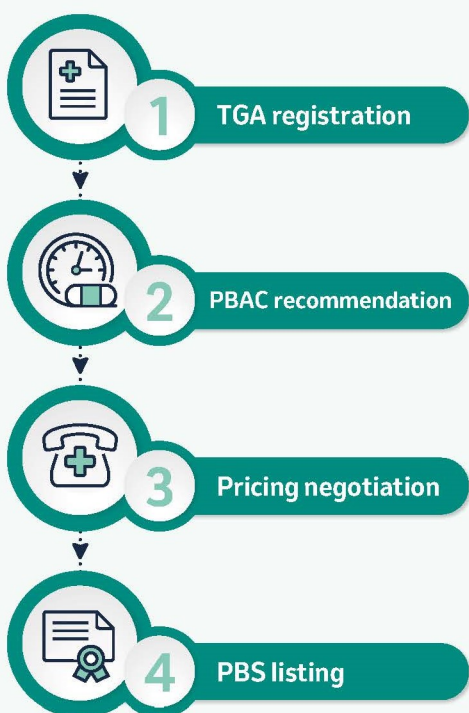 1 TGA registration
2 PBAC recommendation
3 Pricing negotiation
4 PBS listing